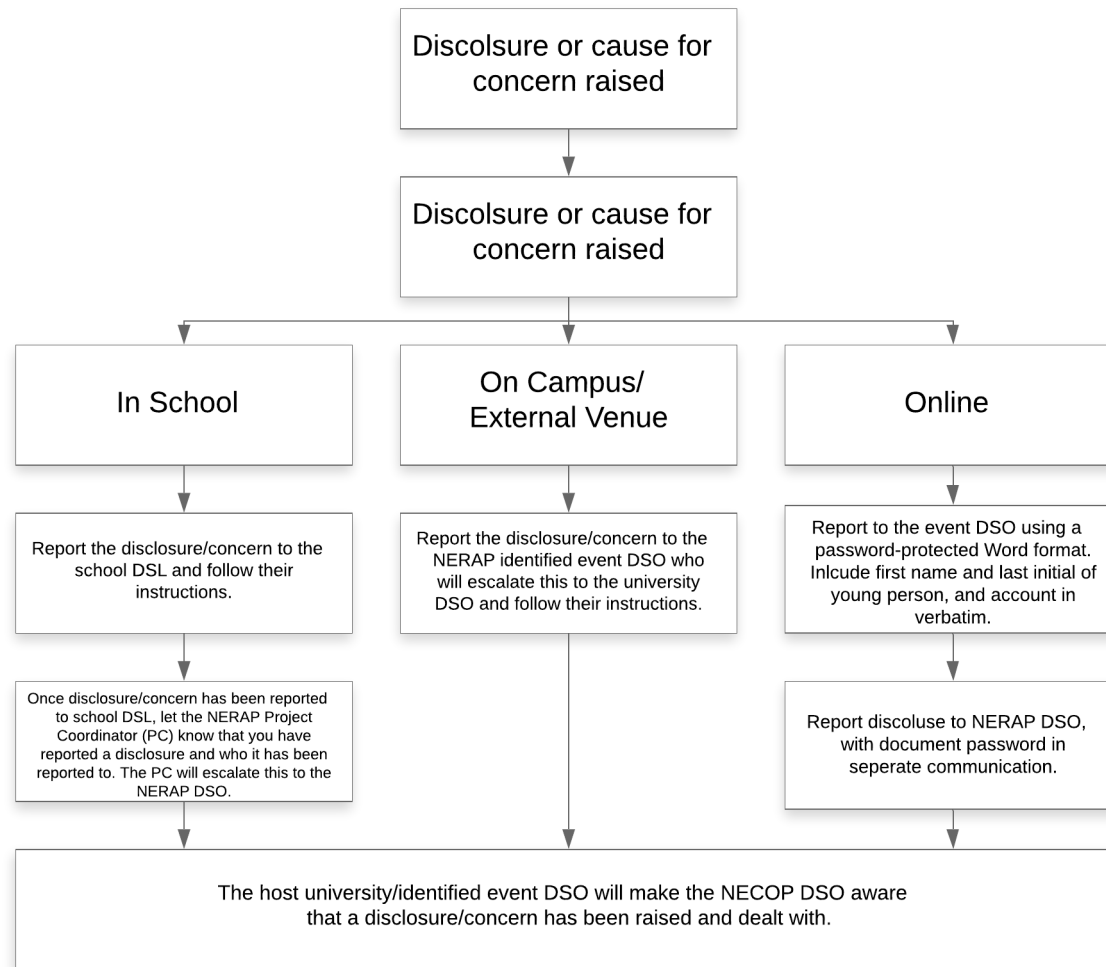 Discolsure or cause for
concern raised
Discolsure or cause for
concern raised
In School
On Campus/
External Venue
Online
Report the disclosure/concern to the
school DSL and follow their
instructions.
Report the disclosure/concern to the
NERAP identified event DSO who
will escalate this to the university
DSO and follow their instructions.
Report to the event DSO using a
password-protected Word format.
Inlcude first name and last initial of
young person, and account in
verbatim.
Once disclosure/concern has been reported
to school DSL, let the NERAP Project
Coordinator (PC) know that you have
reported a disclosure and who it has been
reported to. The PC will escalate this to the
NERAP DSO.
Report discoluse to NERAP DSO,
with document password in
seperate communication.
The host university/identified event DSO will make the NECOP DSO aware
that a disclosure/concern has been raised and dealt with.